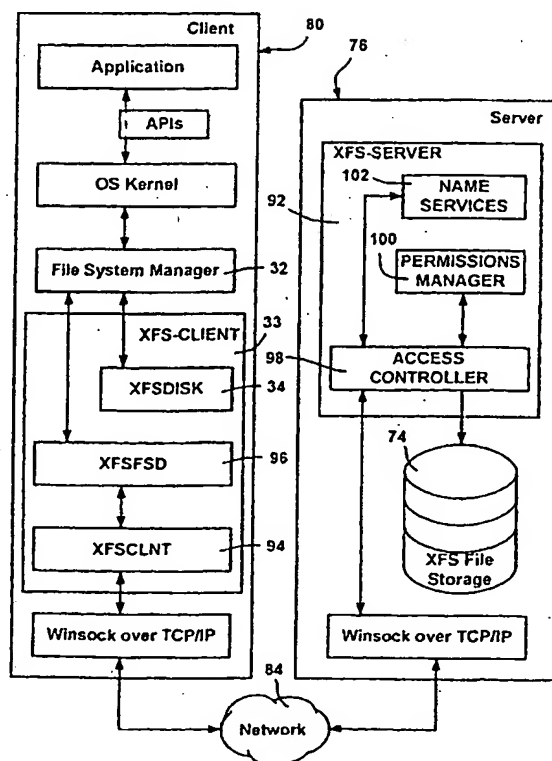 Client
80
Application
APIs
OS Kernel
File System Manager
32
XFS-CLIENT
33
XFSDISK
34
XFSFSD
96
XFSCLNT
94
Winsock over TCP/IP
76
Server
XFS-SERVER
102
NAME
SERVICES
92
100
PERMISSIONS
MANAGER
98
ACCESS
CONTROLLER
74
XFS File
Storage
Winsock over TCP/IP
84
Network